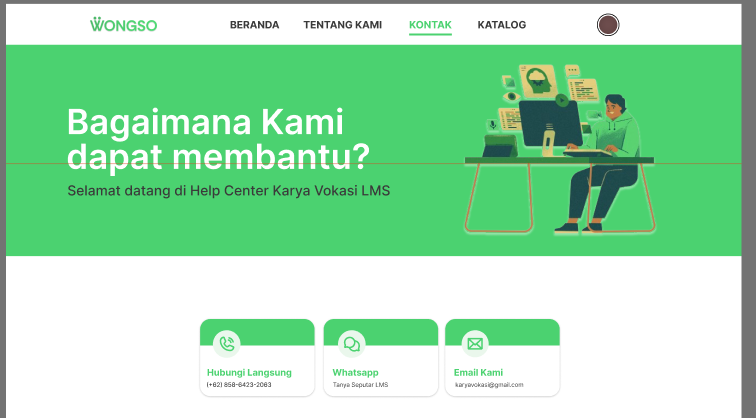 WONGSO
BERANDA
TENTANG KAMI
KONTAK
KATALOG
Bagaimana Kami
dapat membantu?
Selamat datang di Help Center Karya Vokasi LMS
Hubungi Langsung
(+62) 858-6423-2083
Whatsapp
Tanya Seputar LMS
Email Kami
karyavokasi@gmail.com